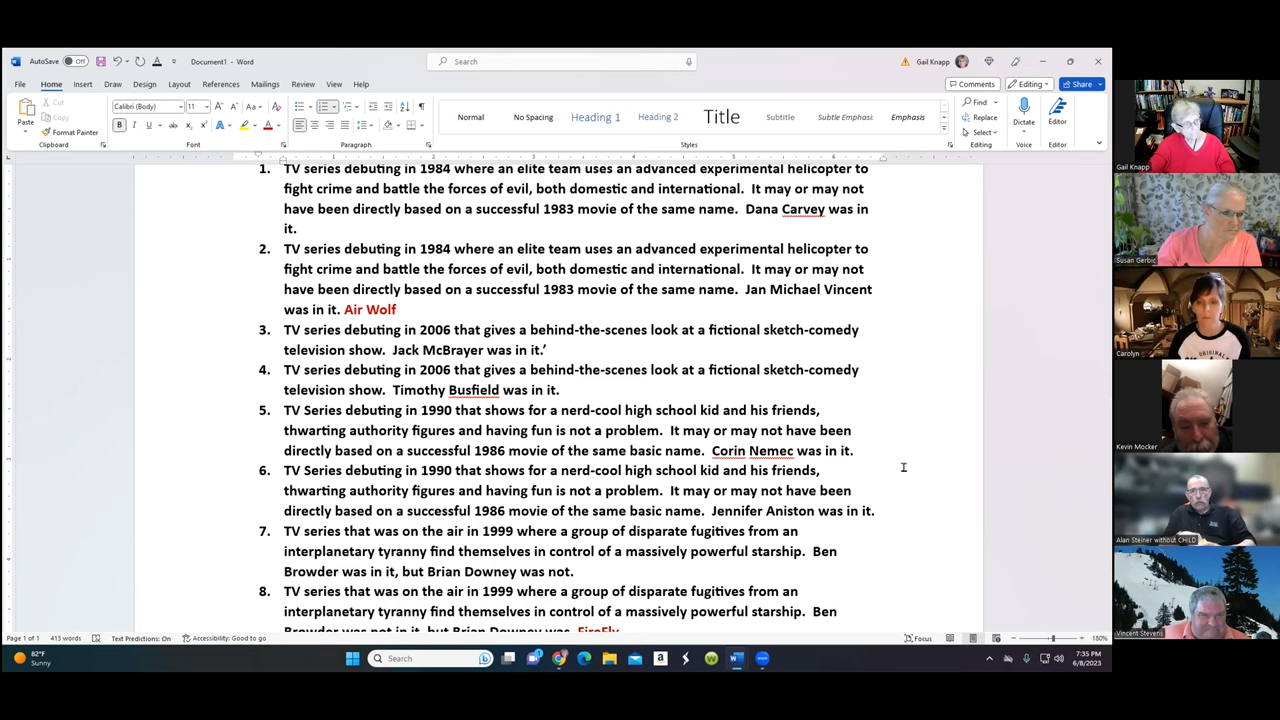 AutoSave Off Document1 - Word Search Gail Knapp
File Home Insert Draw Design Layout References Mailings Review View Help Comments Editing Share
Paste Cut Copy Format Painter Calibri (Body) 11 Normal No Spacing Heading 1 Heading 2 Title Subtitle Subtle Emphasis Emphasis Find Replace Select Dictate Editor
Clipboard Font Paragraph Styles Editing Voice Editor
1. TV series debuting in 1984 where an elite team uses an advanced experimental helicopter to
fight crime and battle the forces of evil, both domestic and international. It may or may not
have been directly based on a successful 1983 movie of the same name. Dana Carvey was in
it.
2. TV series debuting in 1984 where an elite team uses an advanced experimental helicopter to
fight crime and battle the forces of evil, both domestic and international. It may or may not
have been directly based on a successful 1983 movie of the same name. Jan Michael Vincent
was in it. Air Wolf
3. TV series debuting in 2006 that gives a behind-the-scenes look at a fictional sketch-comedy
television show. Jack McBrayer was in it.’
4. TV series debuting in 2006 that gives a behind-the-scenes look at a fictional sketch-comedy
television show. Timothy Busfield was in it.
5. TV Series debuting in 1990 that shows for a nerd-cool high school kid and his friends,
thwarting authority figures and having fun is not a problem. It may or may not have been
directly based on a successful 1986 movie of the same basic name. Corin Nemec was in it.
6. TV Series debuting in 1990 that shows for a nerd-cool high school kid and his friends,
thwarting authority figures and having fun is not a problem. It may or may not have been
directly based on a successful 1986 movie of the same basic name. Jennifer Aniston was in it.
7. TV series that was on the air in 1999 where a group of disparate fugitives from an
interplanetary tyranny find themselves in control of a massively powerful starship. Ben
Browder was in it, but Brian Downey was not.
8. TV series that was on the air in 1999 where a group of disparate fugitives from an
interplanetary tyranny find themselves in control of a massively powerful starship. Ben
Browder was not in it, but Brian Downey was. FireFly
Page 1 of 1 413 words Text Predictions: On Accessibility: Good to go Focus 180%
82°F
Sunny
Search
7:35 PM
6/8/2023
Gail Knapp
Susan Gerbic
Carolyn
Kevin Mocker
Alan Steiner without CHILD
Vincent Stevens